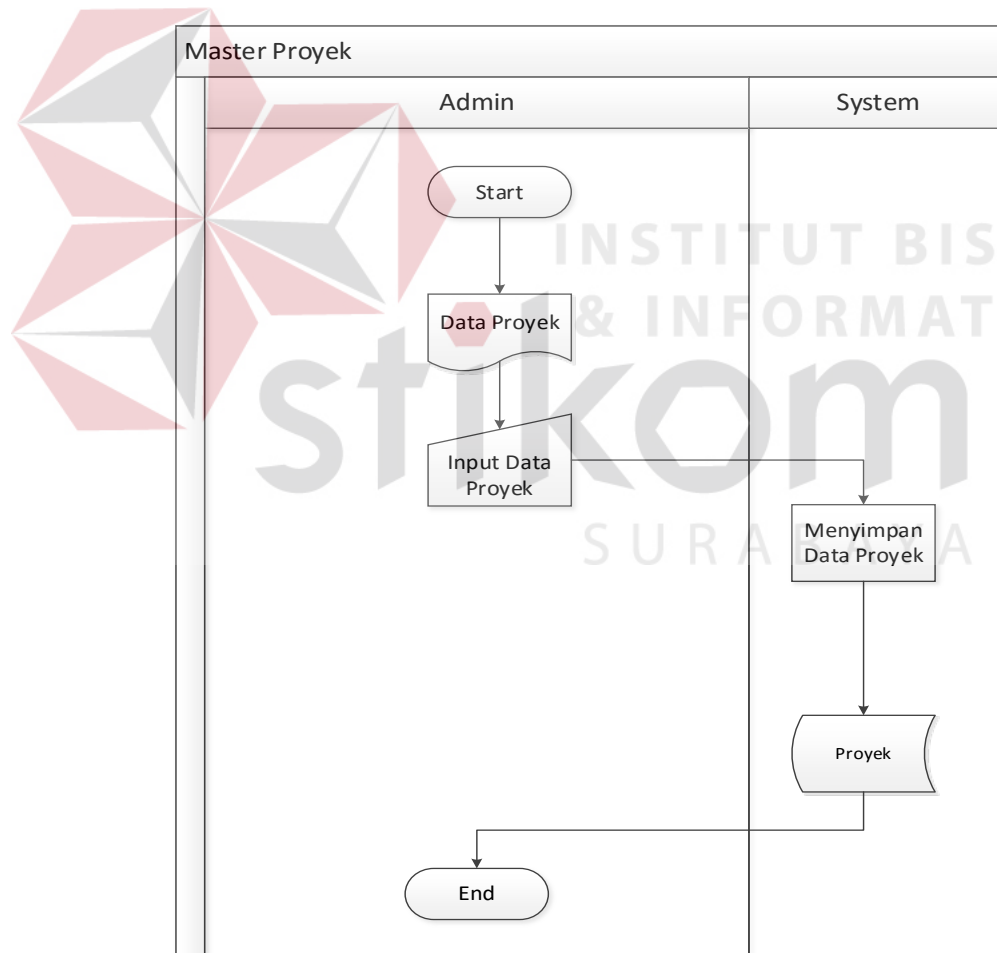 Master Proyek
Admin
System
Start
INSTITUT BIS
Data Proyek
& INFORMAT
stikom
Input Data
Proyek
SURABAYA
Menyimpan
Data Proyek
Proyek
End